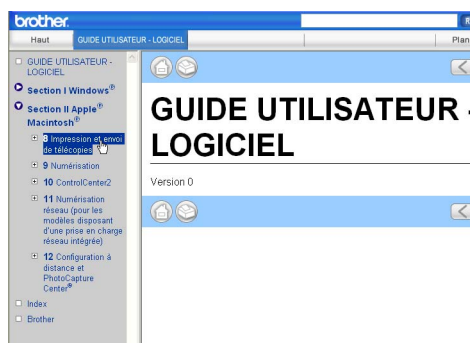 brother
Haut
GUIDE UTILISATEUR - LOGICIEL
Plan
GUIDE UTILISATEUR -
LOGICIEL
Section I Windows®
Section II Apple®
Macintosh®
8 Impression et envoi
de télécopies
9 Numérisation
10 ControlCenter2
11 Numérisation
réseau (pour les
modèles disposant
d'une prise en charge
réseau intégrée)
12 Configuration à
distance et
PhotoCapture
Center®
Index
Brother
GUIDE UTILISATEUR -
LOGICIEL
Version 0